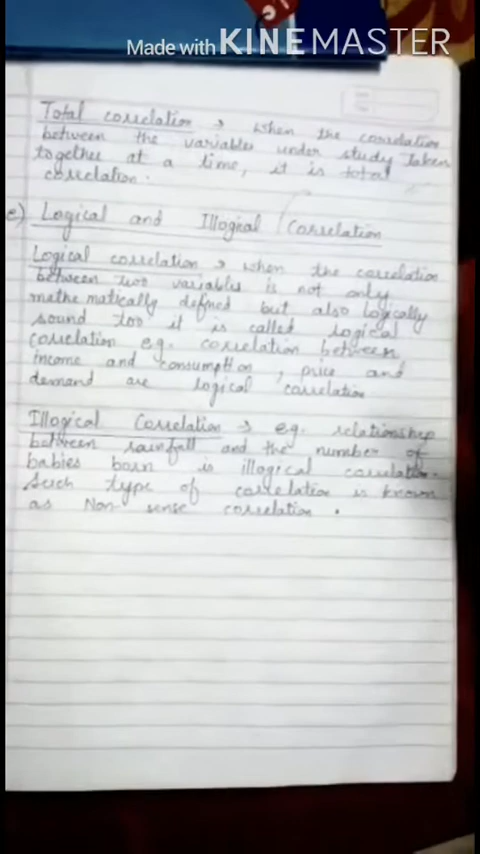 Made with KINEMASTER
Total correlation → when the correlation
between the variables under study taken
together at a time, it is total
correlation.
e) Logical and Illogical Correlation
Logical correlation → when the correlation
between two variables is not only
mathematically defined but also logically
sound too it is called logical
correlation e.g. correlation between
income and consumption, price and
demand are logical correlation
Illogical Correlation → e.g. relationship
between rainfall and the number of
babies born is illogical correlation.
Such type of correlation is known
as Non-sense correlation.